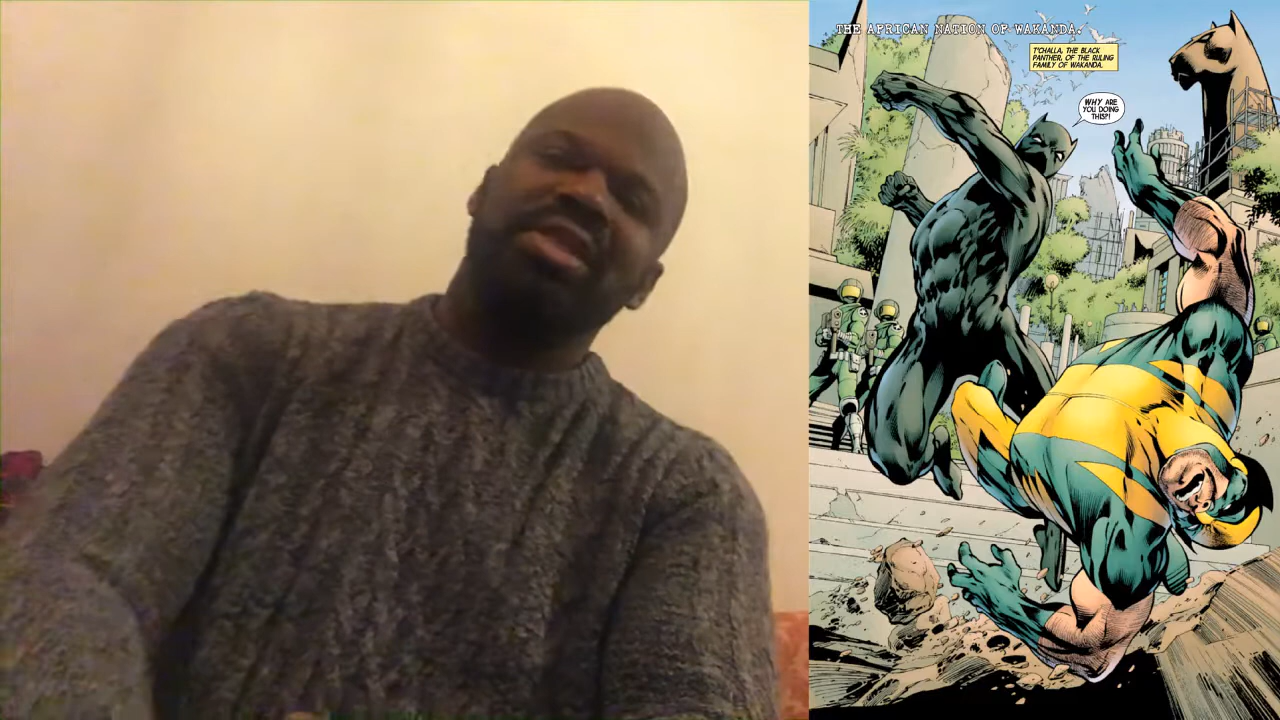 THE AFRICAN NATION OF WAKANDA.
T'CHALLA, THE BLACK
PANTHER, OF THE RULING
FAMILY OF WAKANDA.
WHY ARE
YOU DOING
THIS?!